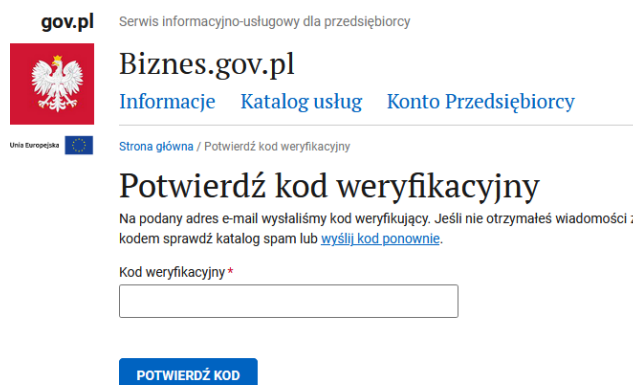 gov.pl
Serwis informacyjno-usługowy dla przedsiębiorcy
Biznes.gov.pl
Informacje Katalog usług Konto Przedsiębiorcy
Unia Europejska
Strona główna / Potwierdź kod weryfikacyjny
Potwierdź kod weryfikacyjny
Na podany adres e-mail wysłaliśmy kod weryfikujący. Jeśli nie otrzymałeś wiadomości z
kodem sprawdź katalog spam lub wyślij kod ponownie.
Kod weryfikacyjny *
POTWIERDŹ KOD